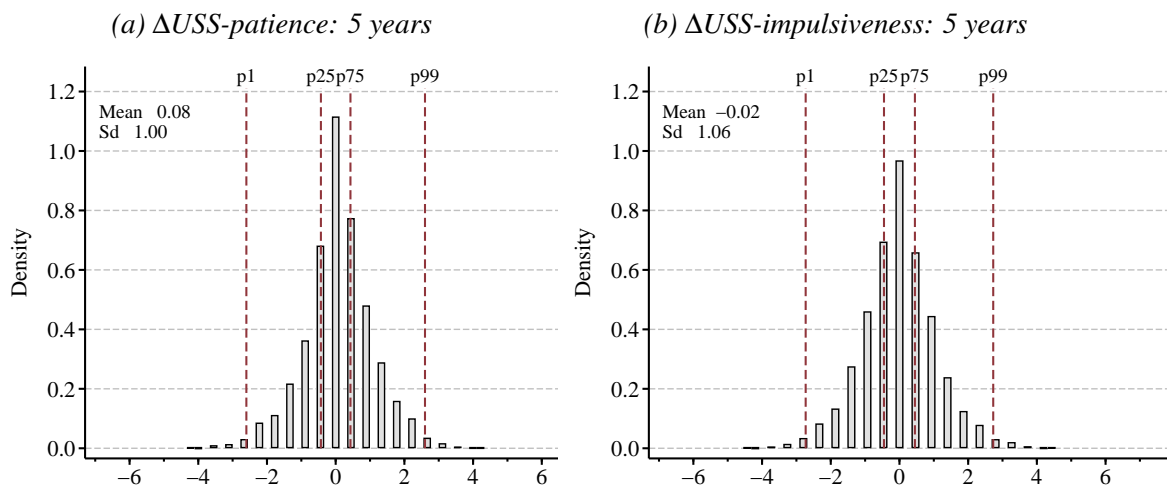 (a) ΔUSS-patience: 5 years
p1 p25 p75 p99
Mean 0.08
Sd 1.00
Density
1.2
1.0
0.8
0.6
0.4
0.2
0.0
−6 −4 −2 0 2 4 6
(b) ΔUSS-impulsiveness: 5 years
p1 p25 p75 p99
Mean −0.02
Sd 1.06
Density
1.2
1.0
0.8
0.6
0.4
0.2
0.0
−6 −4 −2 0 2 4 6